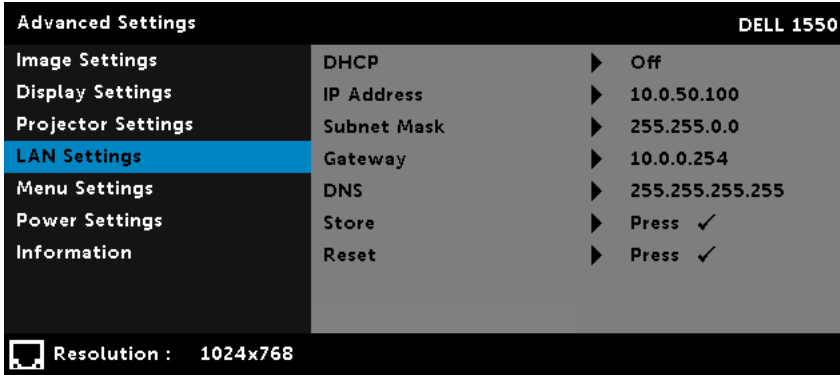 Advanced Settings DELL 1550
Image Settings DHCP Off
Display Settings IP Address 10.0.50.100
Projector Settings Subnet Mask 255.255.0.0
LAN Settings Gateway 10.0.0.254
Menu Settings DNS 255.255.255.255
Power Settings Store Press ✓
Information Reset Press ✓
Resolution : 1024x768